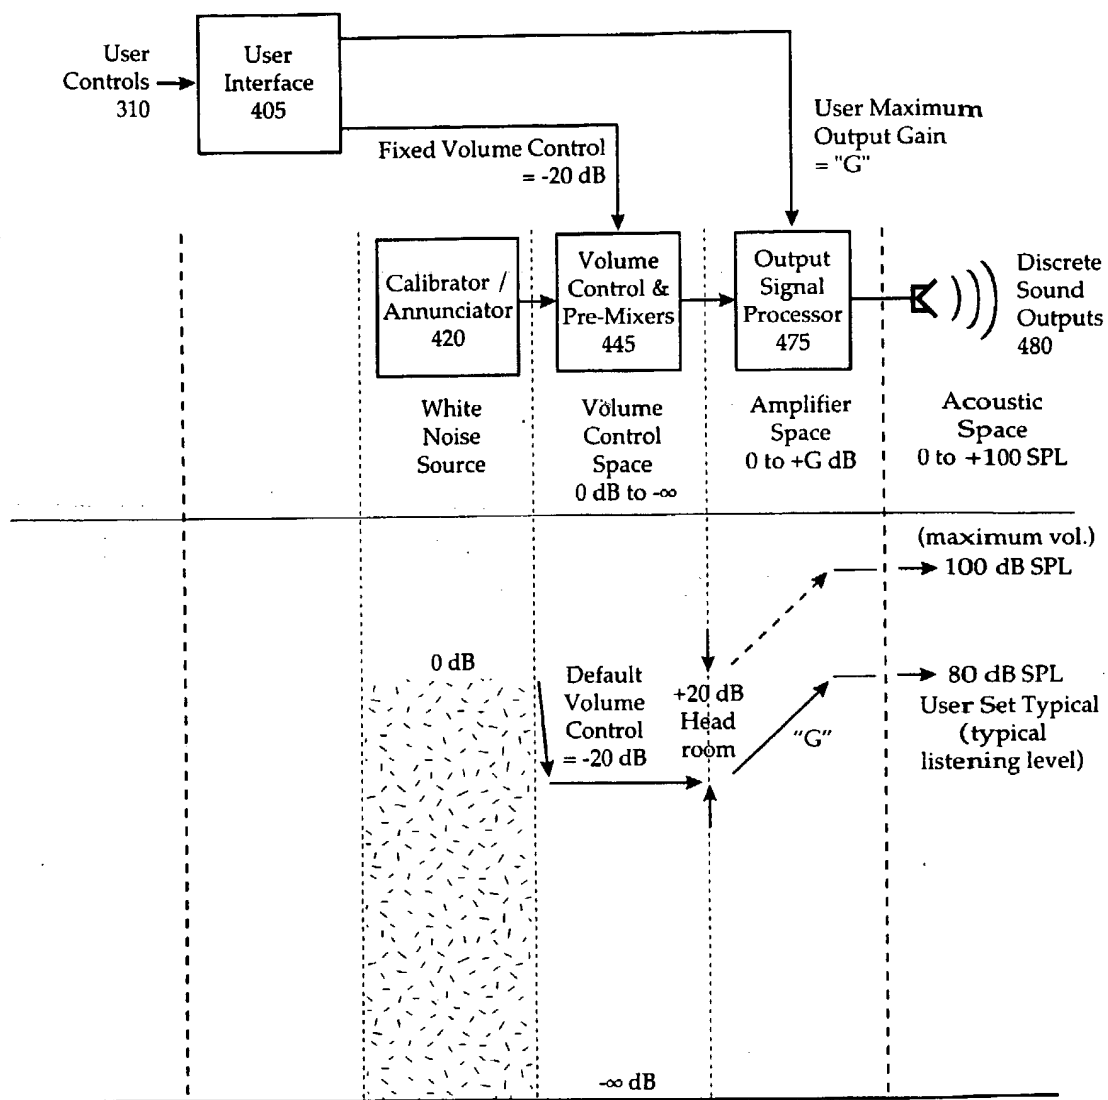 User
Controls
310
User
Interface
405
Fixed Volume Control
= -20 dB
User Maximum
Output Gain
= "G"
Calibrator /
Annunciator
420
Volume
Control &
Pre-Mixers
445
Output
Signal
Processor
475
Discrete
Sound
Outputs
480
White
Noise
Source
Volume
Control
Space
0 dB to -∞
Amplifier
Space
0 to +G dB
Acoustic
Space
0 to +100 SPL
(maximum vol.)
100 dB SPL
0 dB
Default
Volume
Control
= -20 dB
+20 dB
Head
room
"G"
80 dB SPL
User Set Typical
(typical
listening level)
-∞ dB